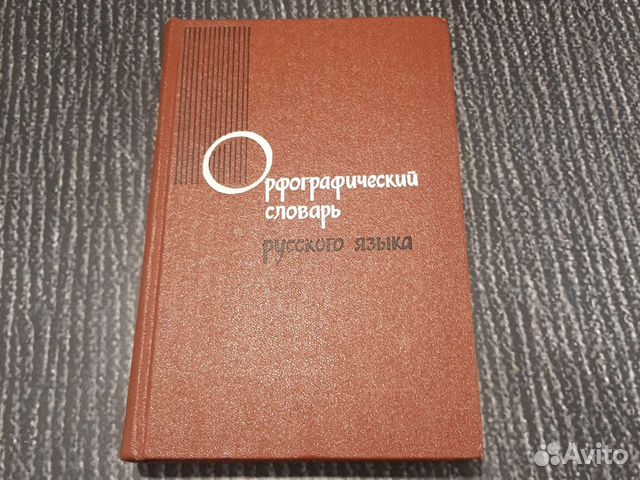 Орфографический
словарь
русского языка
Avito